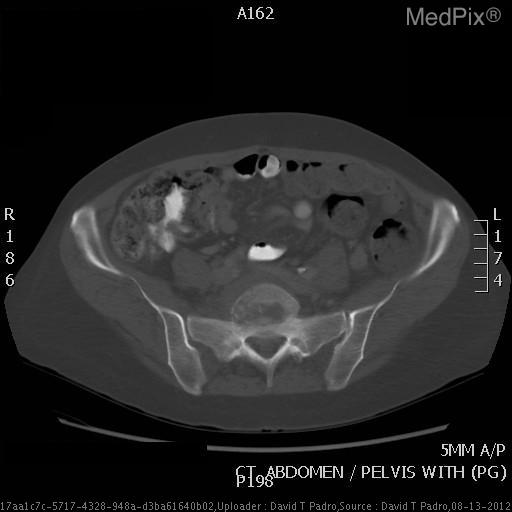 A162
MedPix®
R
1
8
6
L
1
7
4
5MM A/P
CT ABDOMEN / PELVIS WITH (PG)
P198
17aa1c7c-5717-4328-948a-d3ba61640b02,Uploader : David T Padro,Source : David T Padro,08-13-2012